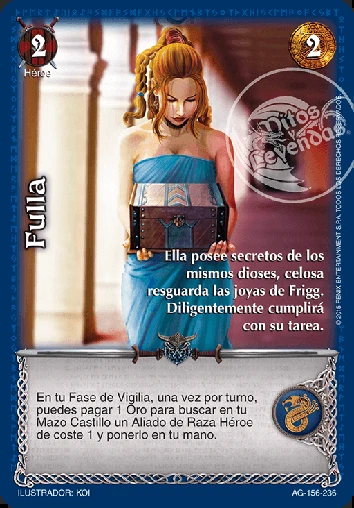 2
Héroe
2
Mitos y
Leyendas
Fulla
Ella posee secretos de los
mismos dioses, celosa
resguarda las joyas de Frigg.
Diligentemente cumplirá
con su tarea.
En tu Fase de Vigilia, una vez por turno,
puedes pagar 1 Oro para buscar en tu
Mazo Castillo un Aliado de Raza Héroe
de coste 1 y ponerlo en tu mano.
ILUSTRADOR: KOI
AG-156-236